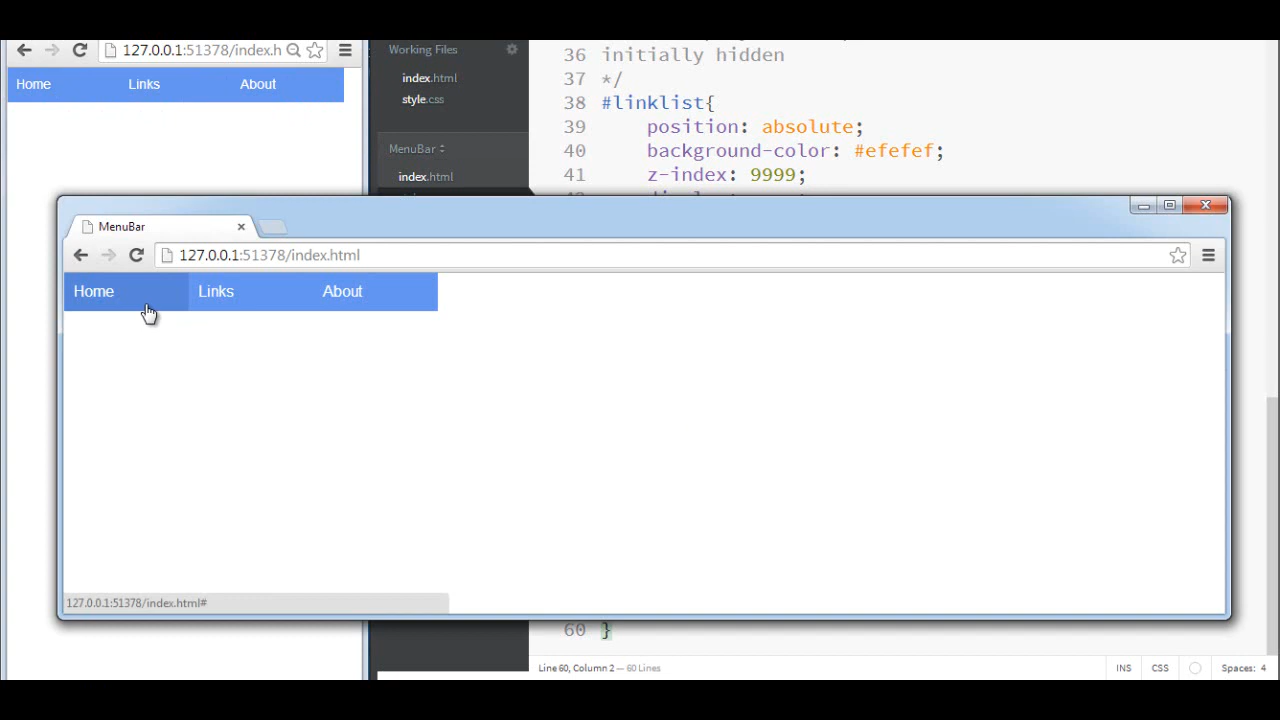 127.0.0.1:51378/index.h
Home Links About
Working Files
index.html
style.css
MenuBar
index.html
36 initially hidden
37 */
38 #linklist{
39 position: absolute;
40 background-color: #efefef;
41 z-index: 9999;
MenuBar
127.0.0.1:51378/index.html
Home Links About
127.0.0.1:51378/index.html#
60 }
Line 60, Column 2 — 60 Lines
INS CSS Spaces: 4